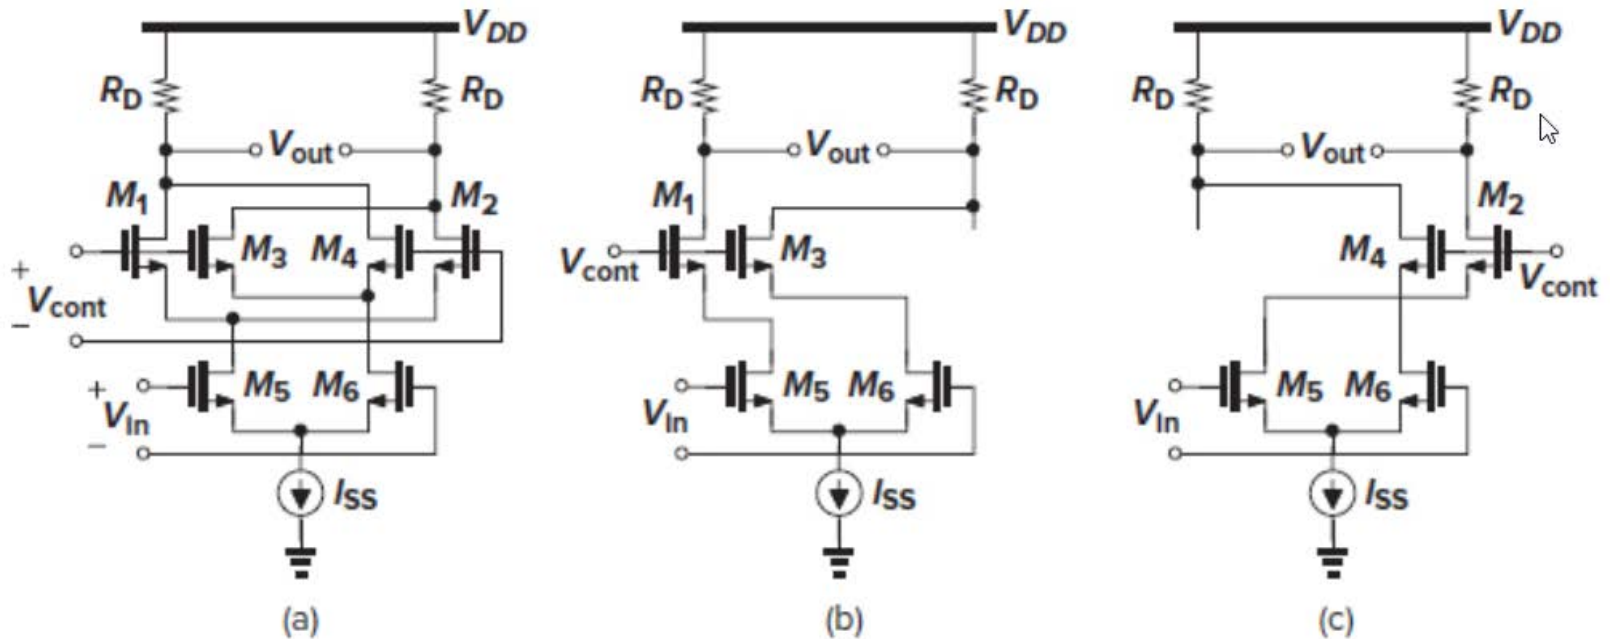 VDD VDD VDD
RD RD RD RD RD RD
Vout Vout Vout
M1 M2 M1 M2
M3 M4 M3 M4
+ Vcont − Vcont Vcont
+ Vin − M5 M6 Vin M5 M6 Vin M5 M6
ISS ISS ISS
(a) (b) (c)